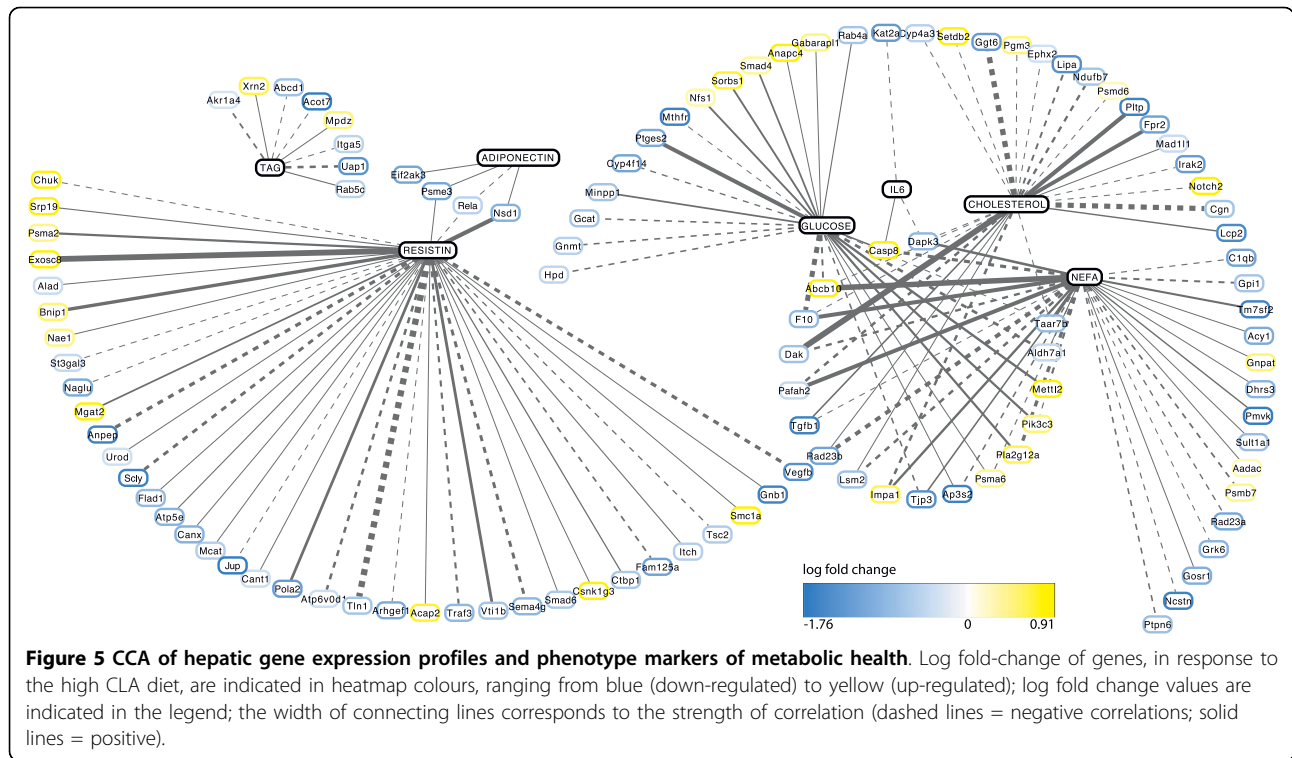 Akr1a4
Xrn2
Abcd1
Acot7
Mpdz
Itga5
Uap1
Rab5c
TAG
ADIPONECTIN
Eif2ak3
Psme3
Rela
Nsd1
RESISTIN
Chuk
Srp19
Psma2
Exosc8
Alad
Bnip1
Nae1
St3gal3
Naglu
Mgat2
Anpep
Urod
Scly
Flad1
Atp5e
Canx
Mcat
Jup
Cant1
Pola2
Atp6v0d1
Tln1
Arhgef1
Acap2
Traf3
Vti1b
Sema4g
Smad6
Csnk1g3
Ctbp1
Fam125a
Itch
Tsc2
Smc1a
Gnb1
Vegfb
Hpd
Gnmt
Gcat
Minpp1
Cyp4f14
Ptges2
Mthfr
Nfs1
Sorbs1
Smad4
Anapc4
Gabarapl1
Rab4a
GLUCOSE
Kat2a
Cyp4a31
Setdb2
Ggt6
Pgm3
Ephx2
Lipa
Ndufb7
Psmd6
Pltp
Fpr2
Mad1l1
Irak2
Notch2
Cgn
Lcp2
IL6
CHOLESTEROL
Casp8
Dapk3
NEFA
Abcb10
F10
Dak
Pafah2
Tgfb1
Rad23b
Lsm2
Impa1
Tjp3
Ap3s2
Psma6
Pla2g12a
Pik3c3
Mettl2
Aldh7a1
Taar7b
C1qb
Gpi1
Tm7sf2
Acy1
Gnpat
Dhrs3
Pmvk
Sult1a1
Aadac
Psmb7
Rad23a
Grk6
Gosr1
Ncstn
Ptpn6
log fold change
-1.76 0 0.91
Figure 5 CCA of hepatic gene expression profiles and phenotype markers of metabolic health. Log fold-change of genes, in response to
the high CLA diet, are indicated in heatmap colours, ranging from blue (down-regulated) to yellow (up-regulated); log fold change values are
indicated in the legend; the width of connecting lines corresponds to the strength of correlation (dashed lines = negative correlations; solid
lines = positive).